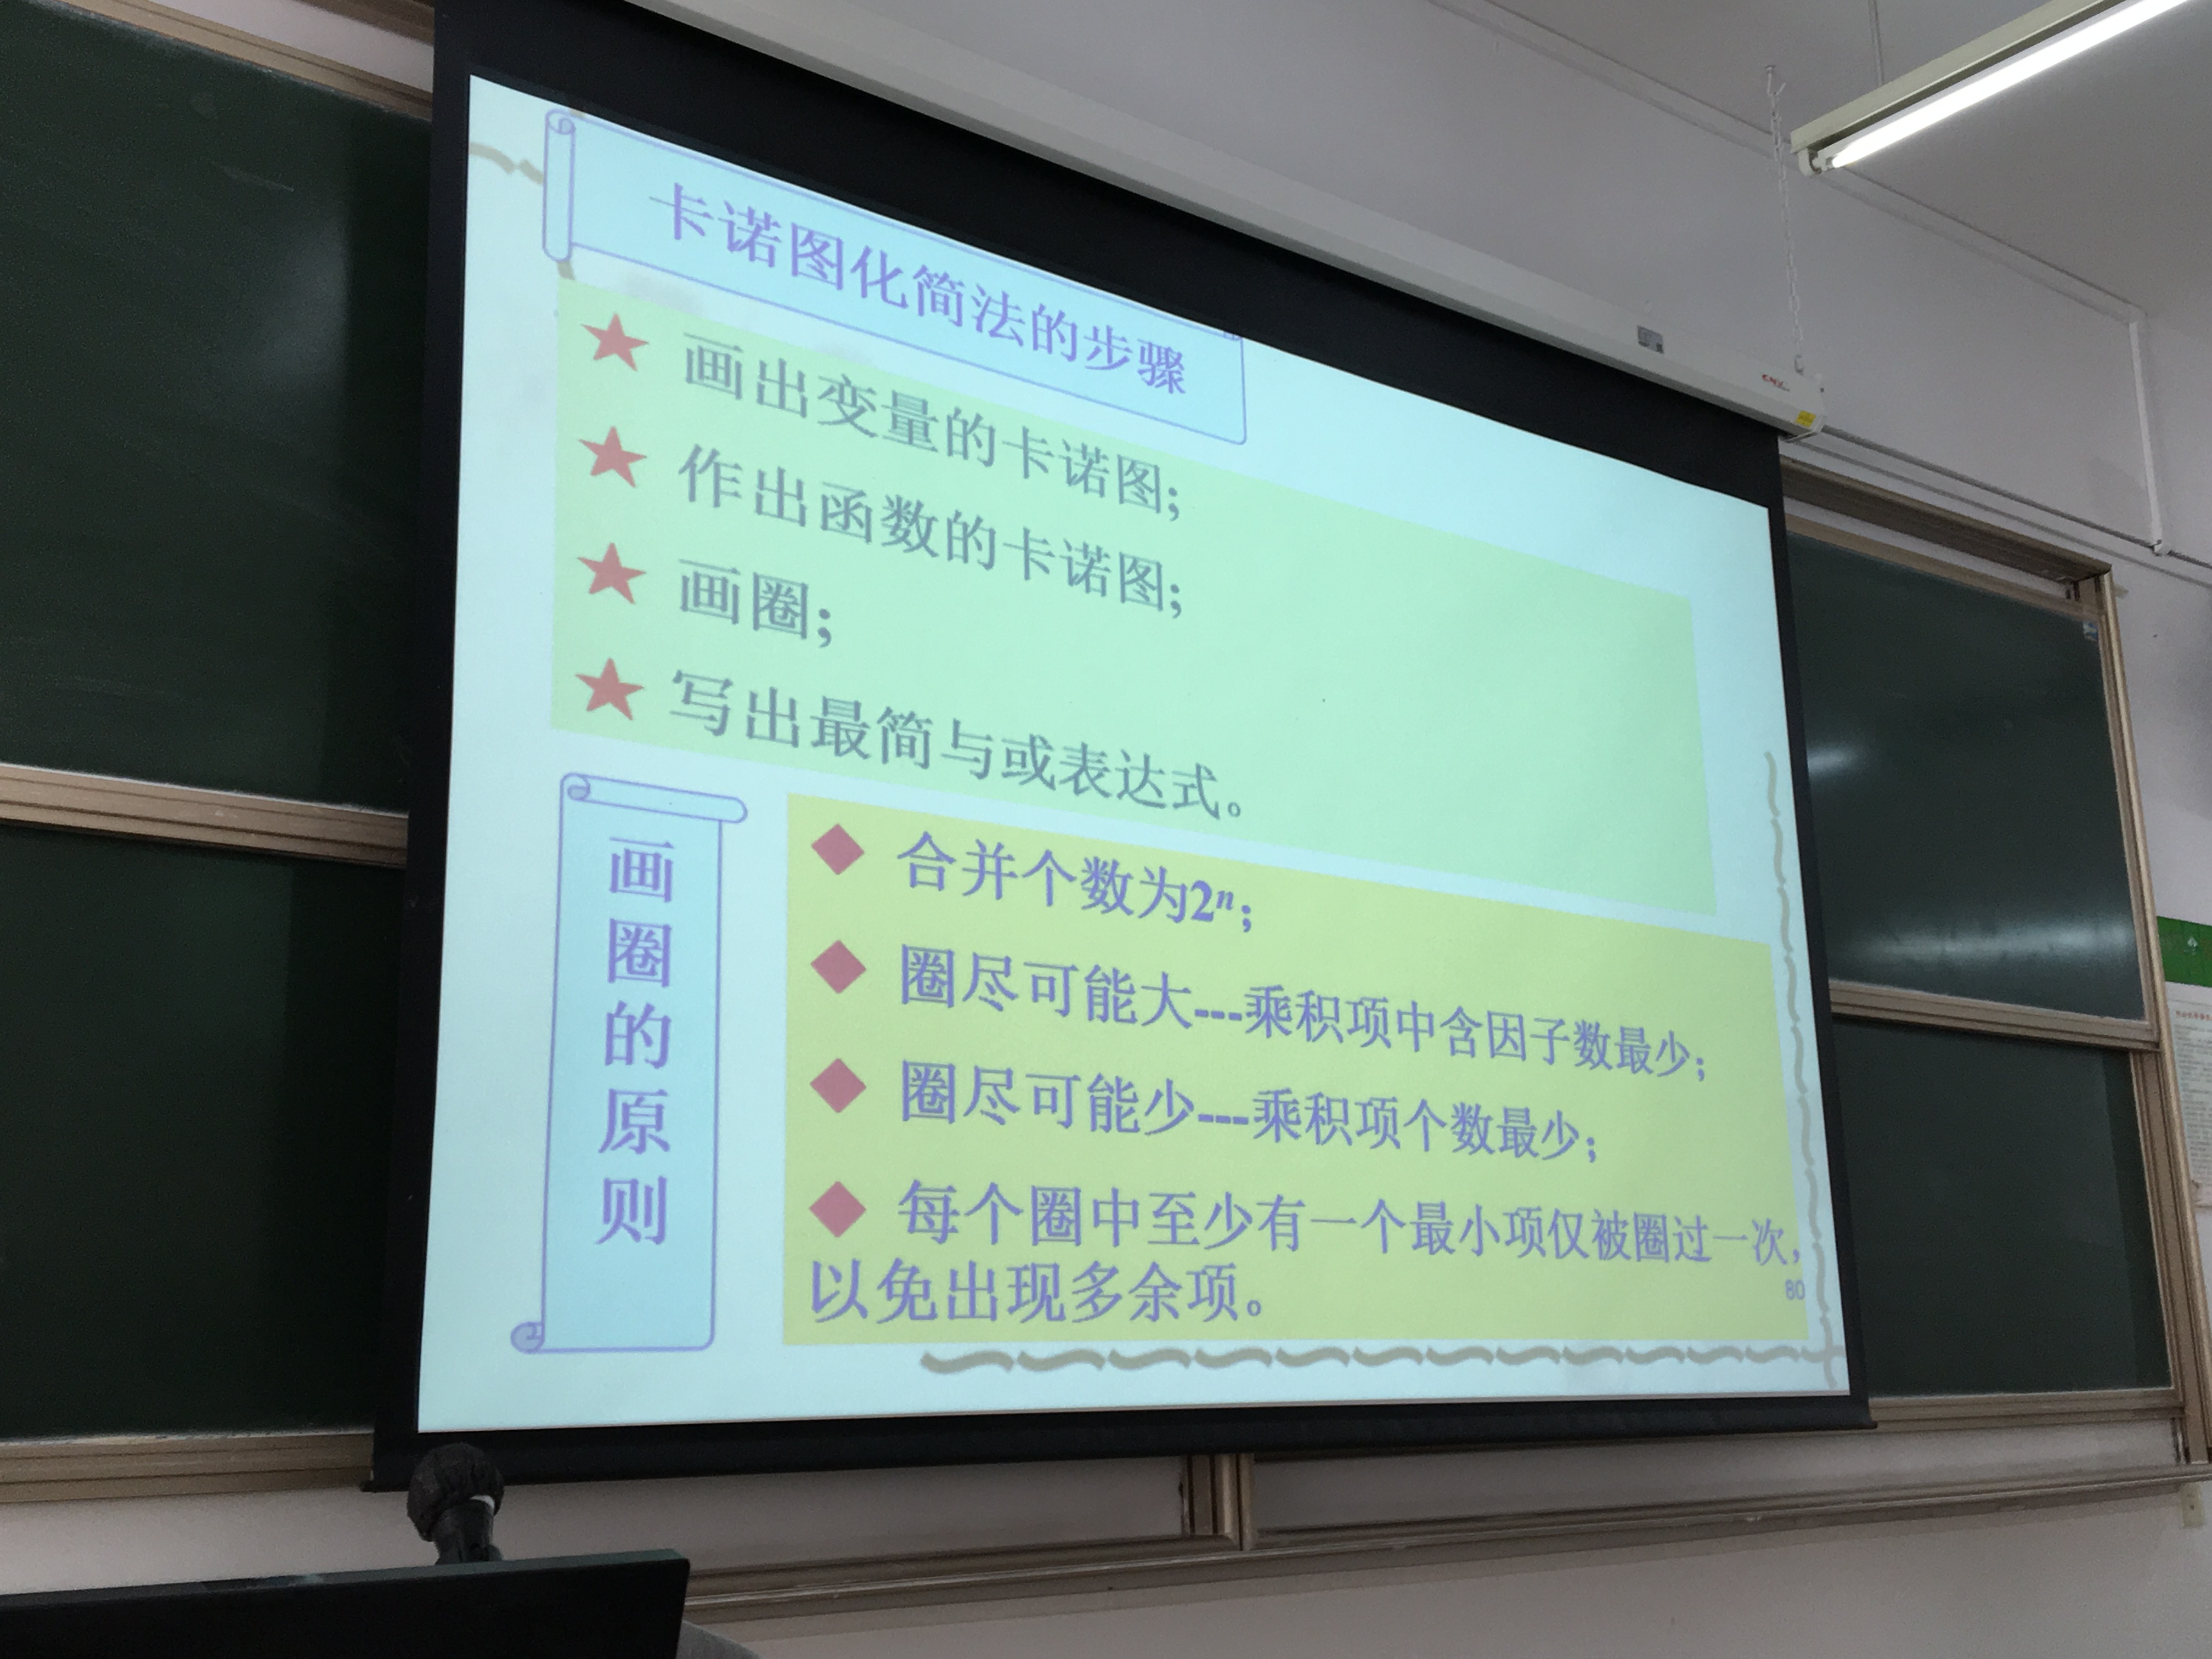 卡诺图化简法的步骤
画出变量的卡诺图;
作出函数的卡诺图;
画圈;
写出最简与或表达式。
画圈的原则
合并个数为2ⁿ;
圈尽可能大---乘积项中含因子数最少;
圈尽可能少---乘积项个数最少;
每个圈中至少有一个最小项仅被圈过一次,
以免出现多余项。
80